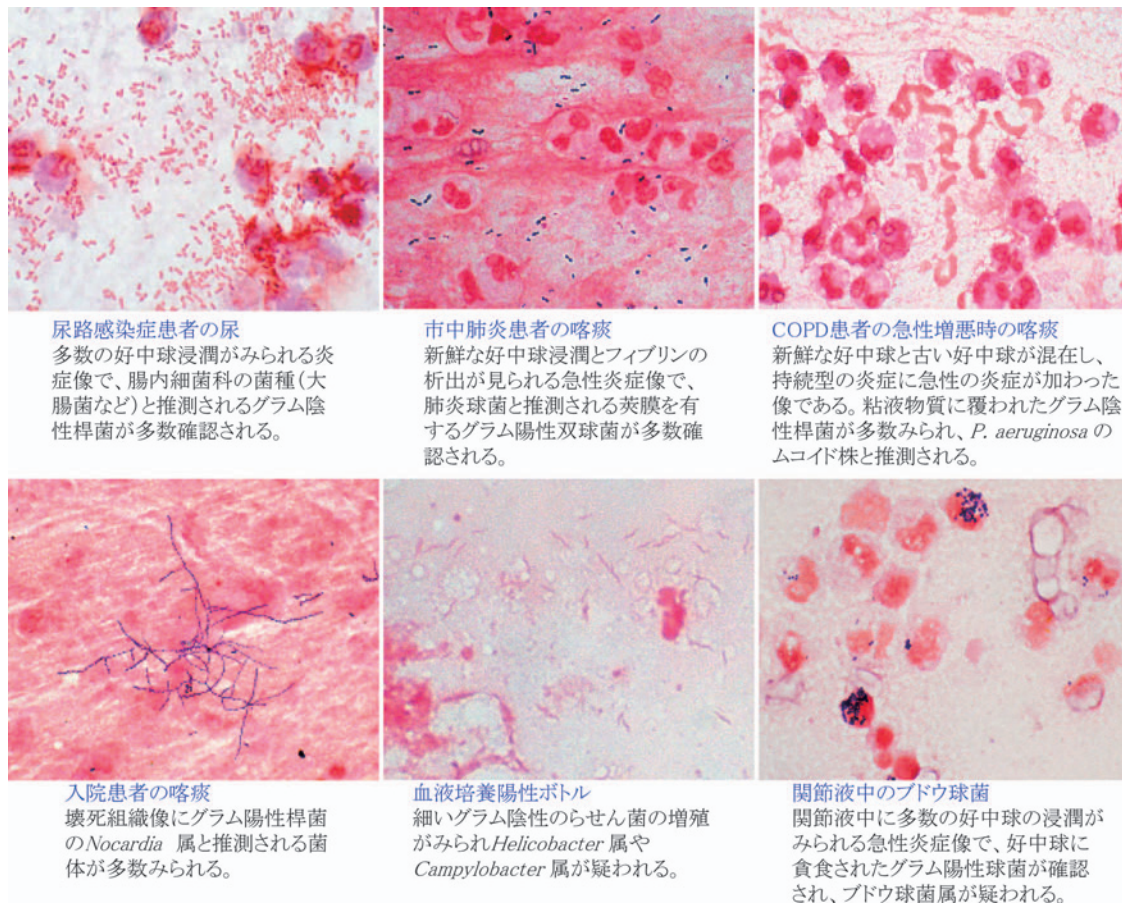 尿路感染症患者の尿
多数の好中球浸潤がみられる炎
症像で、腸内細菌科の菌種(大
腸菌など)と推測されるグラム陰
性桿菌が多数確認される。
市中肺炎患者の喀痰
新鮮な好中球浸潤とフィブリンの
析出が見られる急性炎症像で、
肺炎球菌と推測される莢膜を有
するグラム陽性双球菌が多数確
認される。
COPD患者の急性増悪時の喀痰
新鮮な好中球と古い好中球が混在し、
持続型の炎症に急性の炎症が加わった
像である。粘液物質に覆われたグラム陰
性桿菌が多数みられ、P. aeruginosa の
ムコイド株と推測される。
入院患者の喀痰
壊死組織像にグラム陽性桿菌
のNocardia 属と推測される菌
体が多数みられる。
血液培養陽性ボトル
細いグラム陰性のらせん菌の増殖
がみられHelicobacter 属や
Campylobacter 属が疑われる。
関節液中のブドウ球菌
関節液中に多数の好中球の浸潤が
みられる急性炎症像で、好中球に
貪食されたグラム陽性球菌が確認
され、ブドウ球菌属が疑われる。